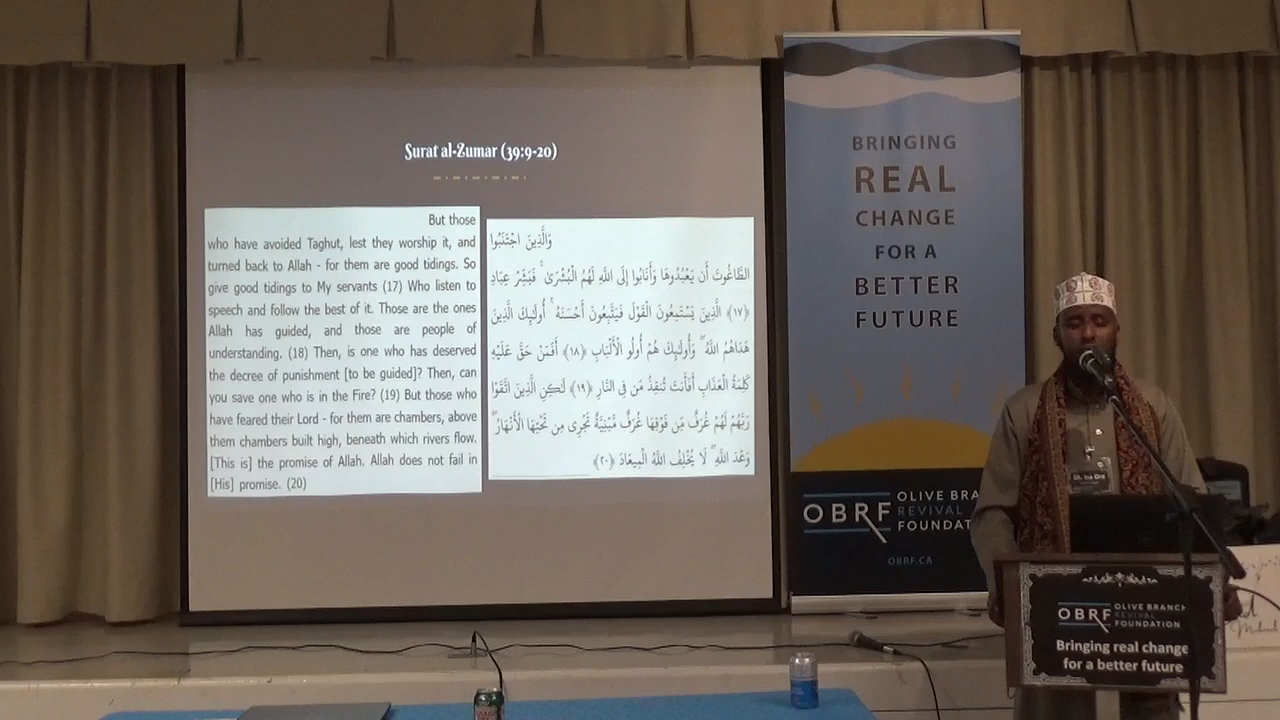 Surat al-Zumar (39:9-20)
But those
who have avoided Taghut, lest they worship it, and
turned back to Allah - for them are good tidings. So
give good tidings to My servants (17) Who listen to
speech and follow the best of it. Those are the ones
Allah has guided, and those are people of
understanding. (18) Then, is one who has deserved
the decree of punishment [to be guided]? Then, can
you save one who is in the Fire? (19) But those who
have feared their Lord - for them are chambers, above
them chambers built high, beneath which rivers flow.
[This is] the promise of Allah. Allah does not fail in
[His] promise. (20)
وَالَّذِينَ اجْتَنَبُوا
الطَّاغُوتَ أَن يَعْبُدُوهَا وَأَنَابُوا إِلَى اللَّهِ لَهُمُ الْبُشْرَىٰ ۚ فَبَشِّرْ عِبَادِ
﴿١٧﴾ الَّذِينَ يَسْتَمِعُونَ الْقَوْلَ فَيَتَّبِعُونَ أَحْسَنَهُ ۚ أُولَٰئِكَ الَّذِينَ
هَدَاهُمُ اللَّهُ ۖ وَأُولَٰئِكَ هُمْ أُولُو الْأَلْبَابِ ﴿١٨﴾ أَفَمَنْ حَقَّ عَلَيْهِ
كَلِمَةُ الْعَذَابِ أَفَأَنتَ تُنقِذُ مَن فِي النَّارِ ﴿١٩﴾ لَٰكِنِ الَّذِينَ اتَّقَوْا
رَبَّهُمْ لَهُمْ غُرَفٌ مِّن فَوْقِهَا غُرَفٌ مَّبْنِيَّةٌ تَجْرِي مِن تَحْتِهَا الْأَنْهَارُ ۖ
وَعْدَ اللَّهِ ۖ لَا يُخْلِفُ اللَّهُ الْمِيعَادَ ﴿٢٠﴾
BRINGING
REAL
CHANGE
FOR A
BETTER
FUTURE
OBRF
OLIVE BRA
REVIVAL
FOUNDAT
OBRF.CA
OBRF
OLIVE BRANCH
REVIVAL
FOUNDATION
Bringing real change
for a better future